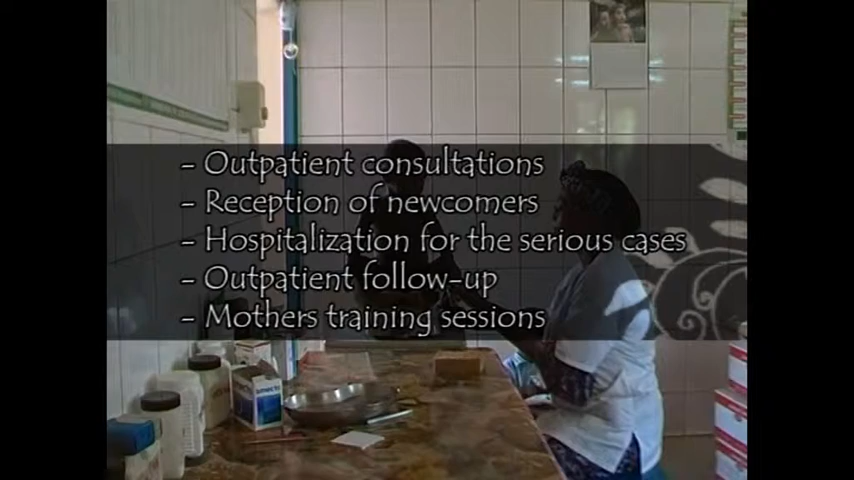 - Outpatient consultations
- Reception of newcomers
- Hospitalization for the serious cases
- Outpatient follow-up
- Mothers training sessions